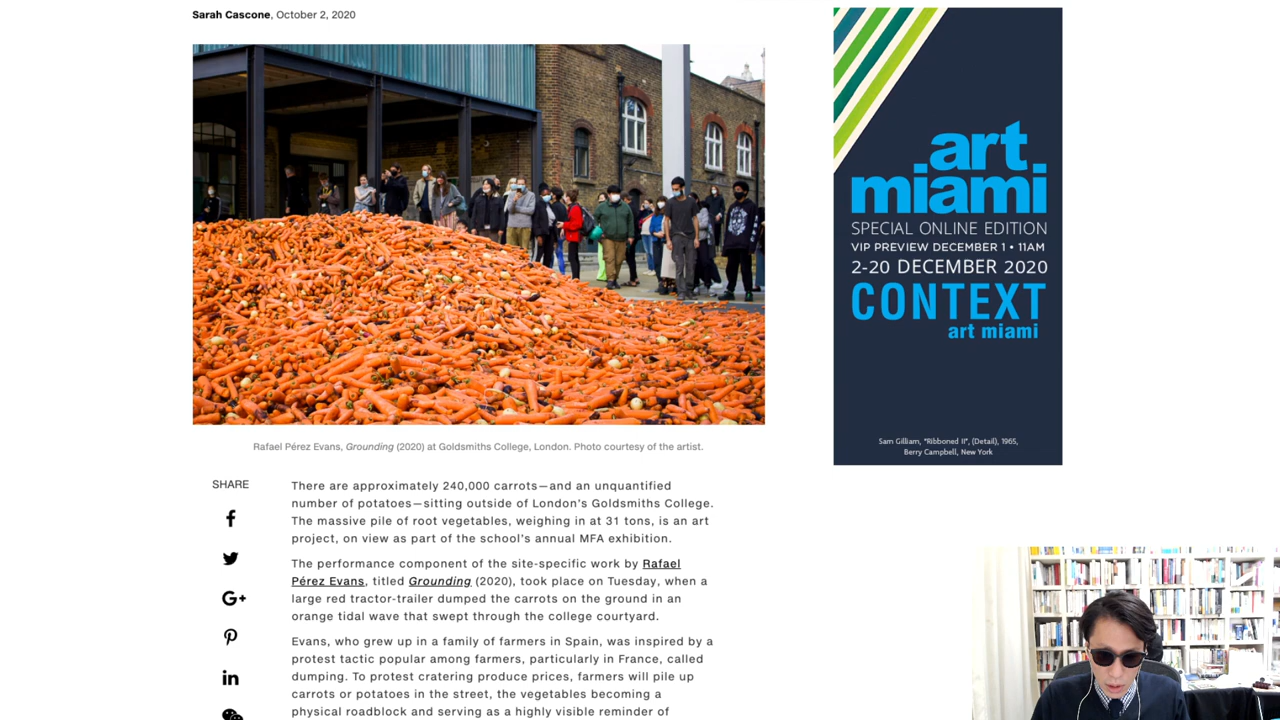 Sarah Cascone, October 2, 2020
Rafael Pérez Evans, Grounding (2020) at Goldsmiths College, London. Photo courtesy of the artist.
SHARE
There are approximately 240,000 carrots—and an unquantified
number of potatoes—sitting outside of London's Goldsmiths College.
The massive pile of root vegetables, weighing in at 31 tons, is an art
project, on view as part of the school's annual MFA exhibition.
The performance component of the site-specific work by Rafael
Pérez Evans, titled Grounding (2020), took place on Tuesday, when a
large red tractor-trailer dumped the carrots on the ground in an
orange tidal wave that swept through the college courtyard.
Evans, who grew up in a family of farmers in Spain, was inspired by a
protest tactic popular among farmers, particularly in France, called
dumping. To protest cratering produce prices, farmers will pile up
carrots or potatoes in the street, the vegetables becoming a
physical roadblock and serving as a highly visible reminder of
art
miami
SPECIAL ONLINE EDITION
VIP PREVIEW DECEMBER 1 • 11AM
2-20 DECEMBER 2020
CONTEXT
art miami
Sam Gilliam, "Ribboned II", (Detail), 1965,
Berry Campbell, New York